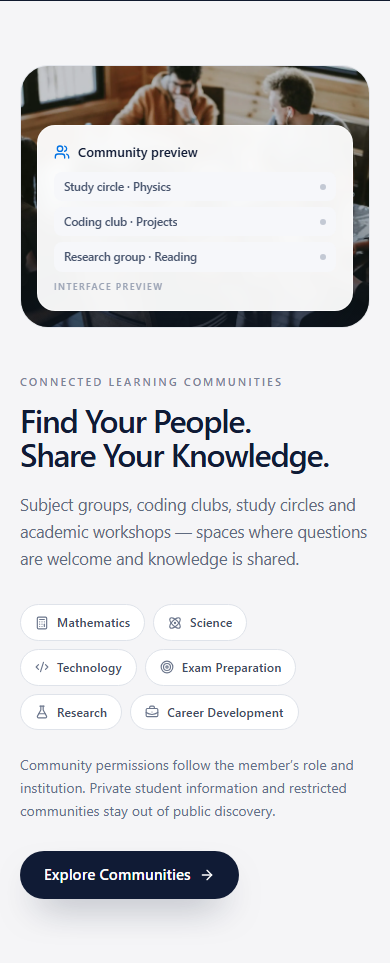 Community preview
Study circle · Physics
Coding club · Projects
Research group · Reading
INTERFACE PREVIEW
CONNECTED LEARNING COMMUNITIES
Find Your People.
Share Your Knowledge.
Subject groups, coding clubs, study circles and
academic workshops — spaces where questions
are welcome and knowledge is shared.
Mathematics
Science
Technology
Exam Preparation
Research
Career Development
Community permissions follow the member's role and
institution. Private student information and restricted
communities stay out of public discovery.
Explore Communities